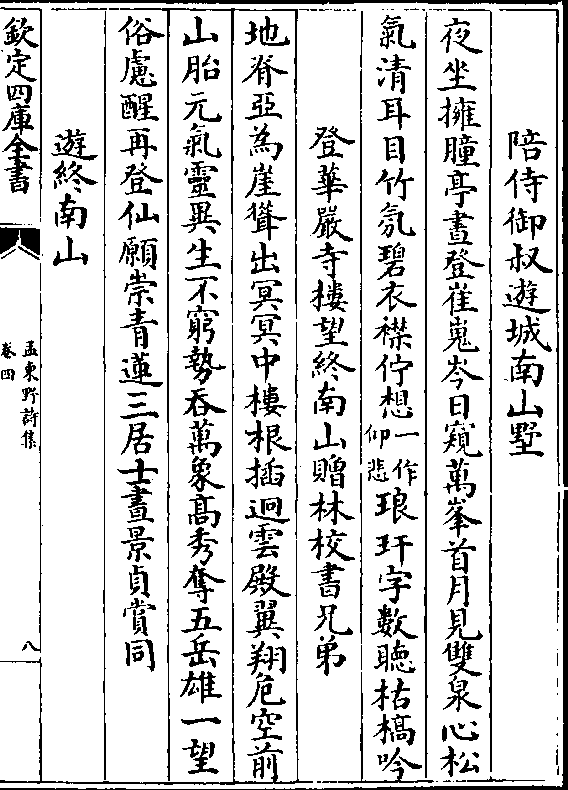 陪侍御叔遊城南山墅
夜坐擁腫亭晝登崔嵬岑日窺萬峯首月見雙泉心松
氣清耳目竹氛碧衣襟佇想一作仰悲琅玕字數聴枯槁吟
登華嚴寺樓望終南山贈林校書兄弟
地脊亞為崖聳出冥冥中樓根插迥雲殿翼翔危空前
山胎元氣靈異生不窮勢吞萬象髙秀奪五岳雄一望
俗慮醒再登仙願崇青蓮三居士晝景貞賞同
遊終南山
欽定四庫全書
孟東野詩集
卷四
八